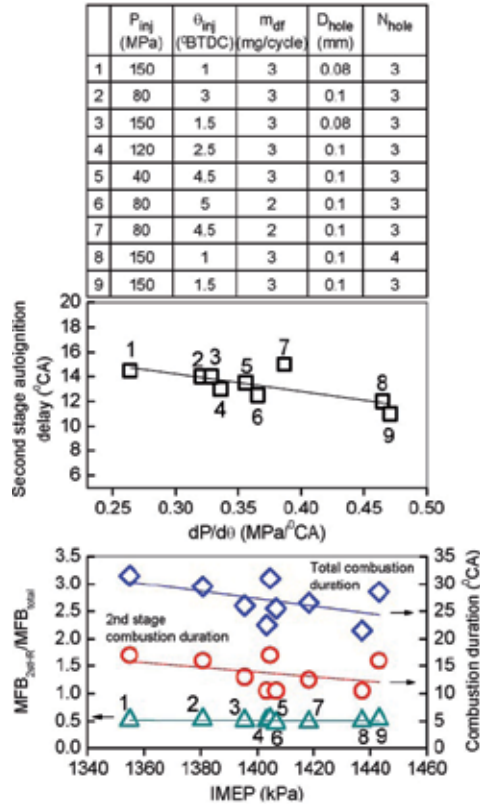 P_inj (MPa) θ_inj (⁰BTDC) m_df (mg/cycle) D_hole (mm) N_hole
1 150 1 3 0.08 3
2 80 3 3 0.1 3
3 150 1.5 3 0.08 3
4 120 2.5 3 0.1 3
5 40 4.5 3 0.1 3
6 80 5 2 0.1 3
7 80 4.5 2 0.1 3
8 150 1 3 0.1 4
9 150 1.5 3 0.1 3
Second stage autoignition
delay (⁰CA)
20
18
16
14
12
10
8
6
1
2 3
4
5
6
7
8
9
0.25 0.30 0.35 0.40 0.45 0.50
dP/dθ (MPa/⁰CA)
MFB_2stHR/MFB_total
3.5
3.0
2.5
2.0
1.5
1.0
0.5
0.0
Total combustion
duration
2nd stage
combustion duration
1 2 3 4 5 6 7 8 9
35
30
25
20
15
10
5
0
Combustion duration (⁰CA)
1340 1360 1380 1400 1420 1440 1460
IMEP (kPa)